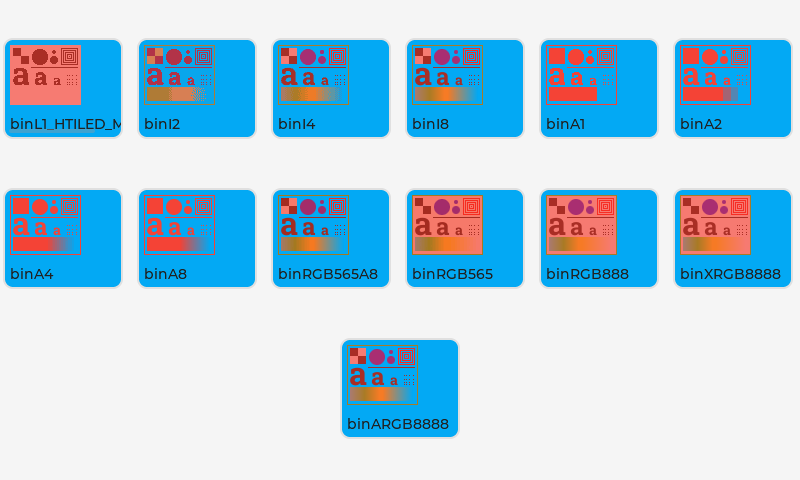 a a a
binL1_HTILED_M
a a a
binI2
a a a
binI4
a a a
binI8
a a a
binA1
a a a
binA2
a a a
binA4
a a a
binA8
a a a
binRGB565A8
a a a
binRGB565
a a a
binRGB888
a a a
binXRGB8888
a a a
binARGB8888